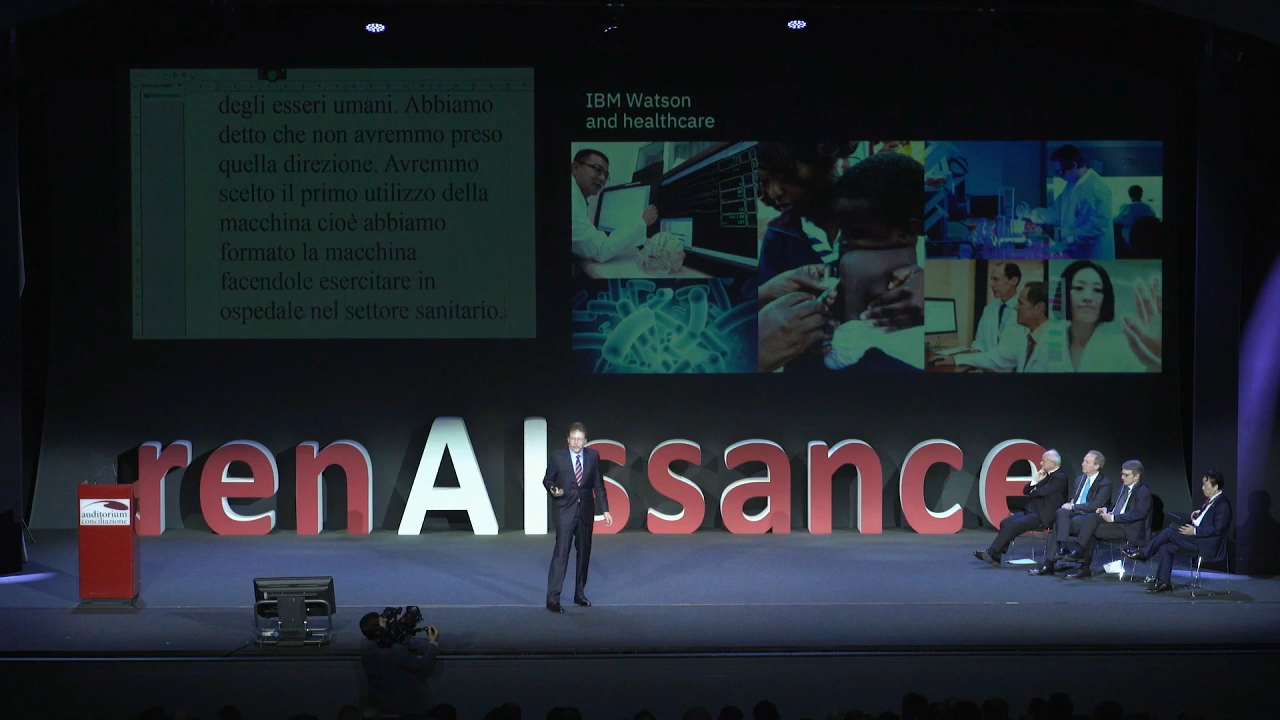 degli esseri umani. Abbiamo
detto che non avremmo preso
quella direzione. Avremmo
scelto il primo utilizzo della
macchina cioè abbiamo
formato la macchina
facendole esercitare in
ospedale nel settore sanitario.
IBM Watson
and healthcare
renAIssance
auditorium
conciliazione